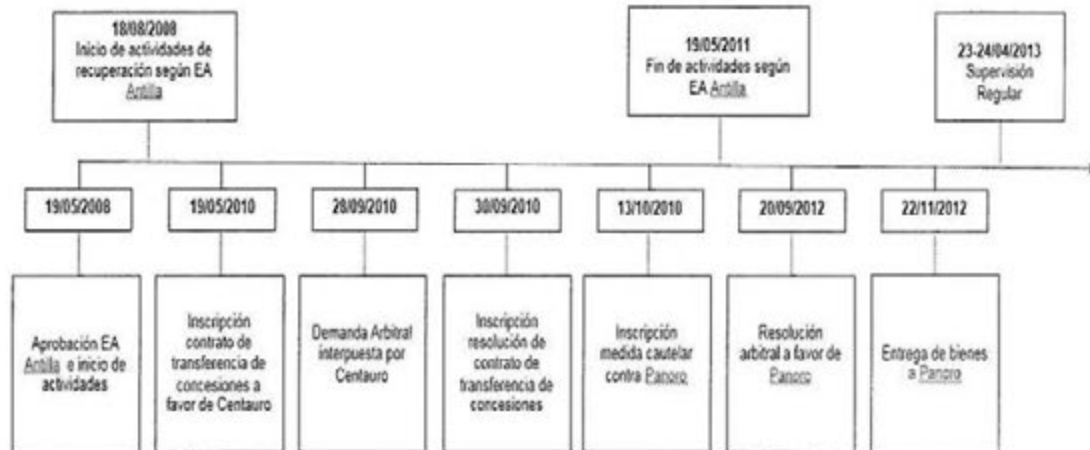 18/08/2008
Inicio de actividades de
recuperación según EA
Antilla
19/05/2011
Fin de actividades según
EA Antilla
23-24/04/2013
Supervisión
Regular
19/05/2008
19/05/2010
28/09/2010
30/09/2010
13/10/2010
20/09/2012
22/11/2012
Aprobación EA
Antilla e inicio de
actividades
Inscripción
contrato de
transferencia de
concesiones a
favor de Centauro
Demanda Arbitral
interpuesta por
Centauro
Inscripción
resolución de
contrato de
transferencia de
concesiones
Inscripción
medida cautelar
contra Panoro
Resolución
arbitral a favor de
Panoro
Entrega de bienes
a Panoro